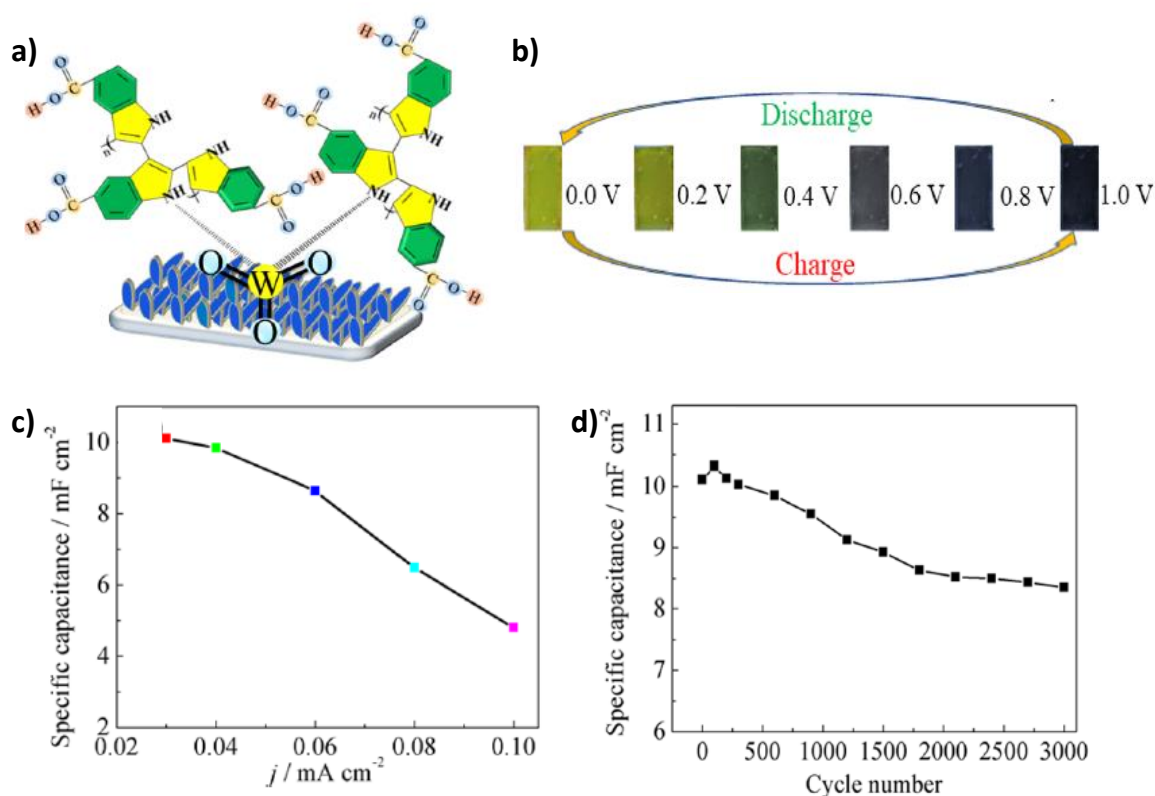 a)
O
C
H O
n
NH
NH
NH
H O C O
C O H
O
H O C O
H O C O
n
NH
NH
NH
C O H
O
O W O
O
b)
Discharge
0.0 V 0.2 V 0.4 V 0.6 V 0.8 V 1.0 V
Charge
c)
Specific capacitance / mF cm-2
10
8
6
4
2
0.02 0.04 0.06 0.08 0.10
j / mA cm-2
d)
Specific capacitance / mF cm-2
11
10
9
8
7
6
0 500 1000 1500 2000 2500 3000
Cycle number